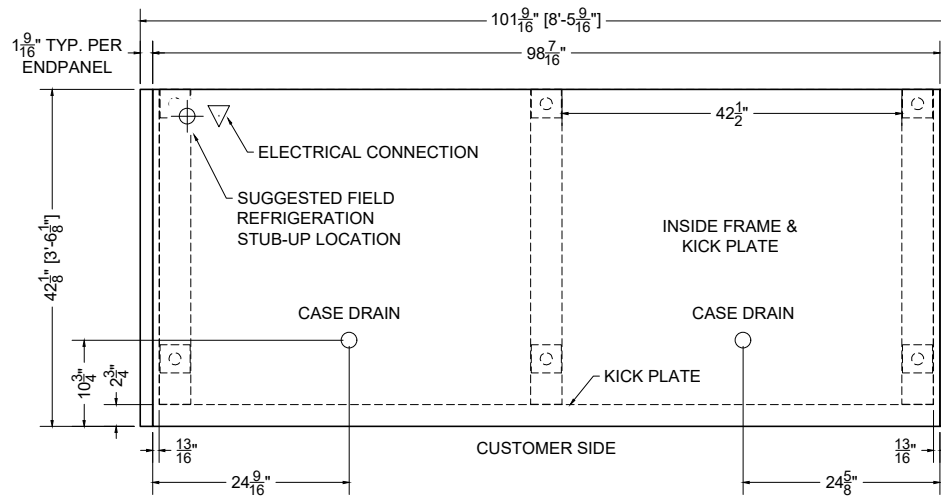 101 9/16" [8'-5 9/16"]
1 9/16" TYP. PER
ENDPANEL
98 7/16"
42 1/2"
ELECTRICAL CONNECTION
SUGGESTED FIELD
REFRIGERATION
STUB-UP LOCATION
INSIDE FRAME &
KICK PLATE
42 1/8" [3'-6 1/8"]
CASE DRAIN
CASE DRAIN
10 3/4"
2 3/4"
KICK PLATE
13/16"
CUSTOMER SIDE
13/16"
24 9/16"
24 5/8"